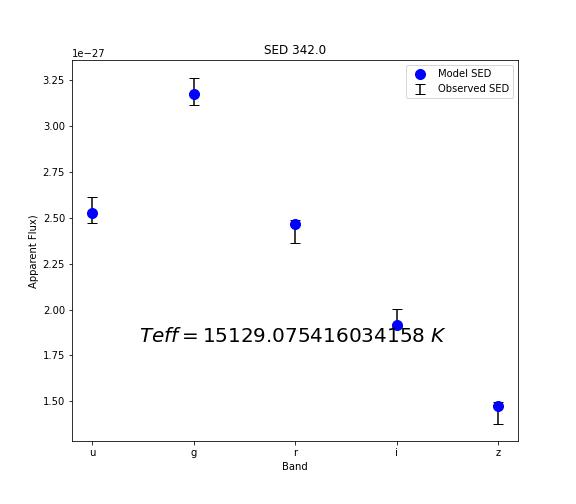 SED 342.0
1e−27
Model SED
Observed SED
3.25
3.00
2.75
2.50
2.25
2.00
1.75
1.50
Apparent Flux)
Teff = 15129.075416034158 K
u g r i z
Band